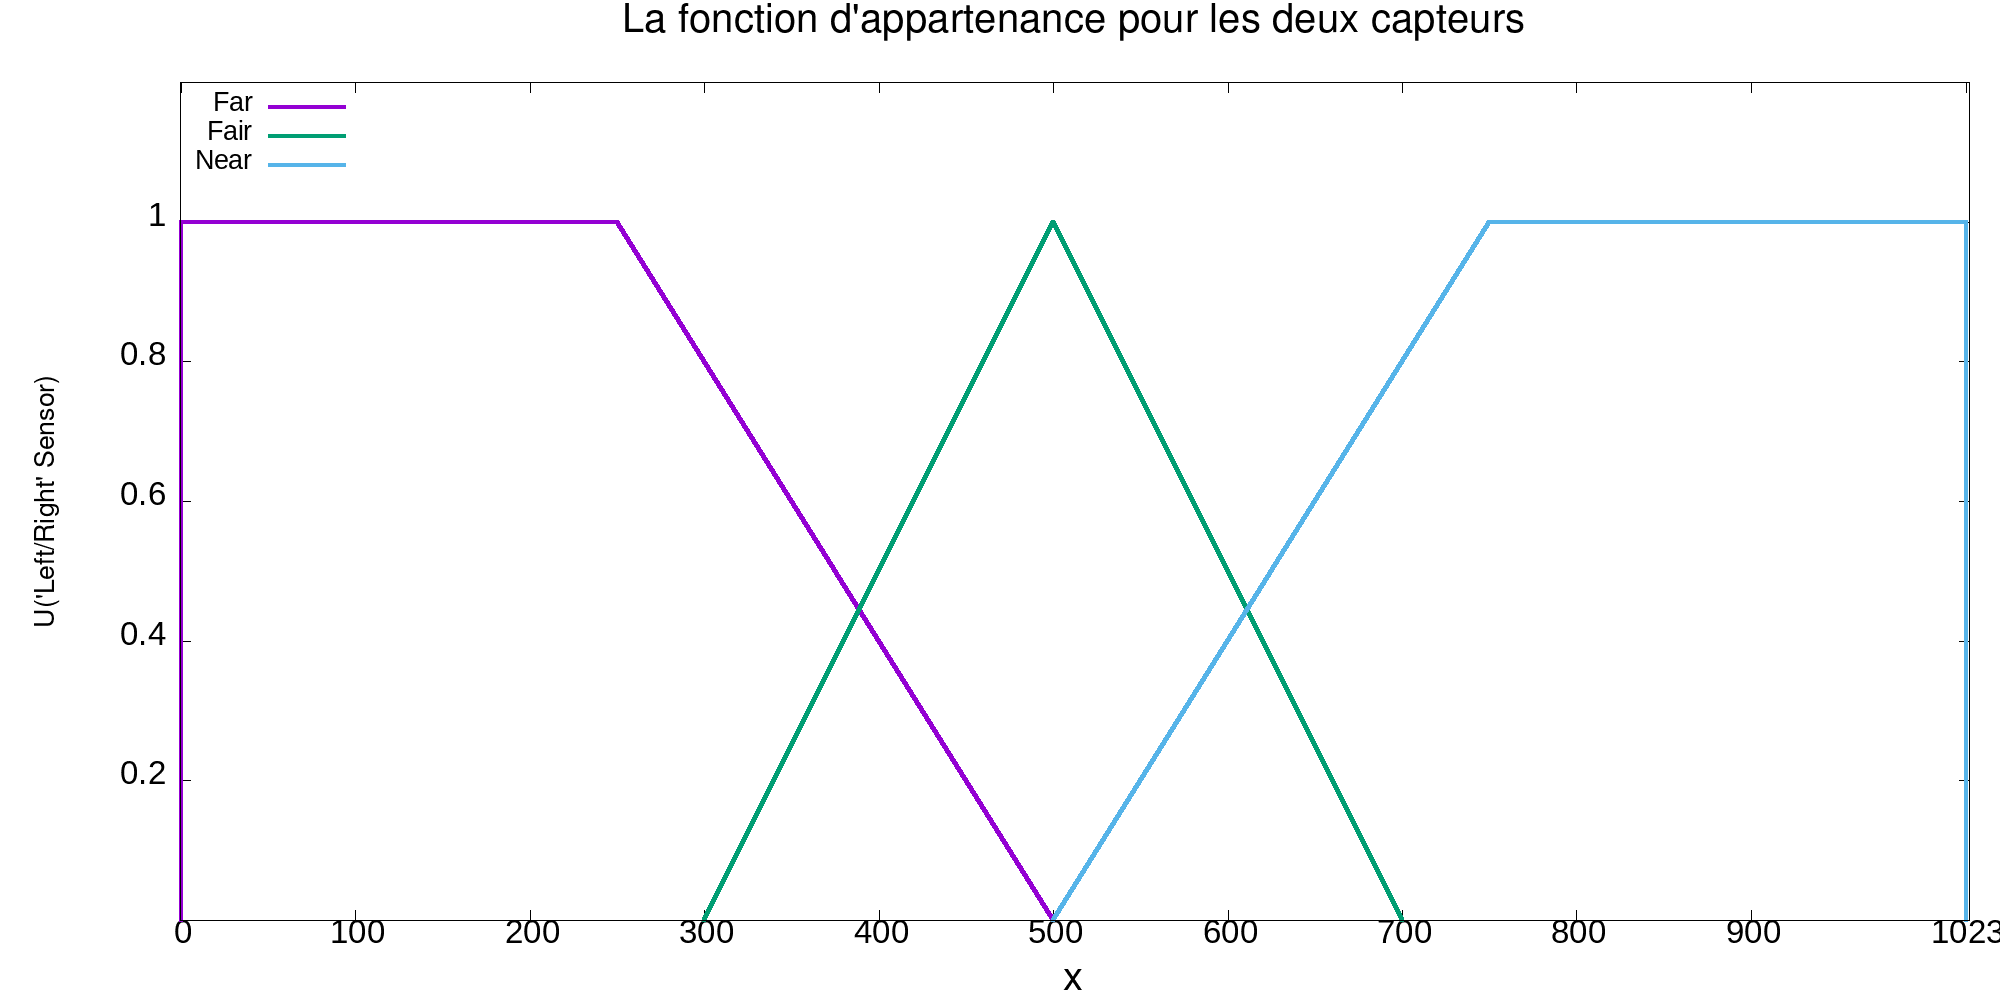 La fonction d'appartenance pour les deux capteurs
Far
Fair
Near
1
0.8
0.6
0.4
0.2
U('Left/Right' Sensor)
0 100 200 300 400 500 600 700 800 900 1023
x